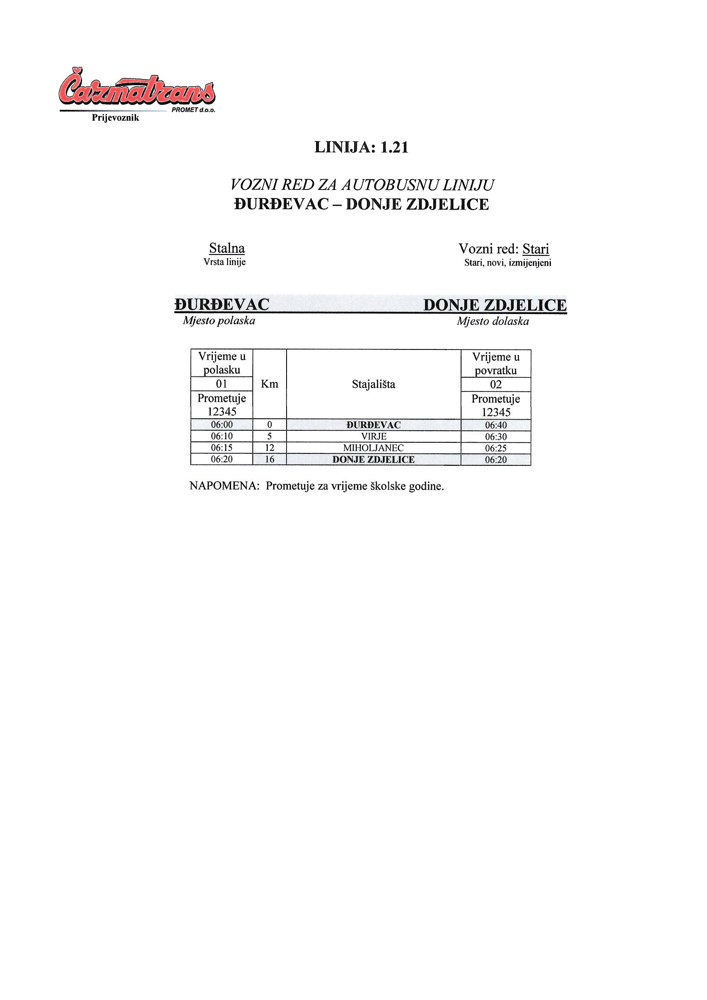 Čazmatrans
PROMET d.o.o.
Prijevoznik
LINIJA: 1.21
VOZNI RED ZA AUTOBUSNU LINIJU
ĐURĐEVAC – DONJE ZDJELICE
Stalna
Vrsta linije
Vozni red: Stari
Stari, novi, izmijenjeni
ĐURĐEVAC DONJE ZDJELICE
Mjesto polaska Mjesto dolaska
Vrijeme u polasku 01 Prometuje 12345 Km Stajališta Vrijeme u povratku 02 Prometuje 12345
06:00 0 ĐURĐEVAC 06:40
06:10 5 VIRJE 06:30
06:15 12 MIHOLJANEC 06:25
06:20 16 DONJE ZDJELICE 06:20
NAPOMENA: Prometuje za vrijeme školske godine.